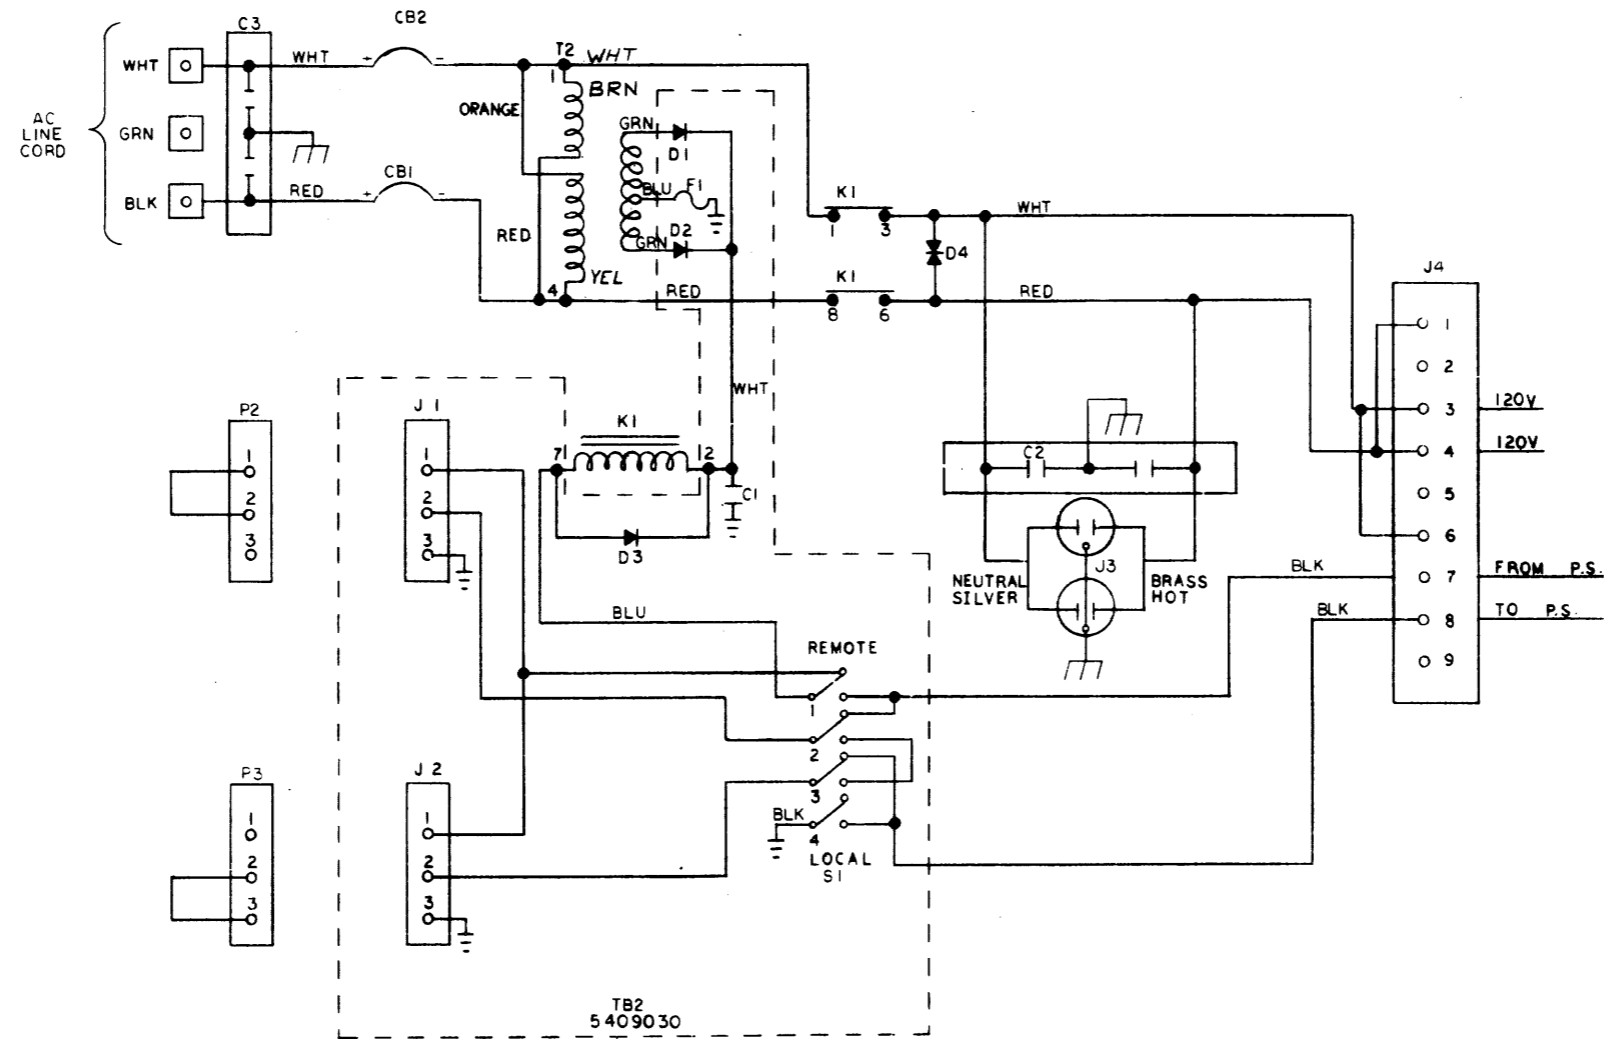 C3
CB2
WHT
WHT
+
-
T2
WHT
1
BRN
ORANGE
AC
LINE
CORD
GRN
GRN
D1
CB1
BLU
F1
K1
BLK
RED
+
-
1
3
WHT
RED
D2
GRN
D4
YEL
K1
J4
4
RED
8
6
RED
1
2
WHT
3
120V
P2
J1
K1
C2
4
120V
1
1
7
2
2
2
C1
5
3
3
D3
6
J3
NEUTRAL
SILVER
BRASS
HOT
BLK
7
FROM P.S.
BLU
BLK
8
TO P.S.
REMOTE
9
1
2
P3
J2
3
1
1
BLK
4
2
2
LOCAL
S1
3
3
TB2
5409030